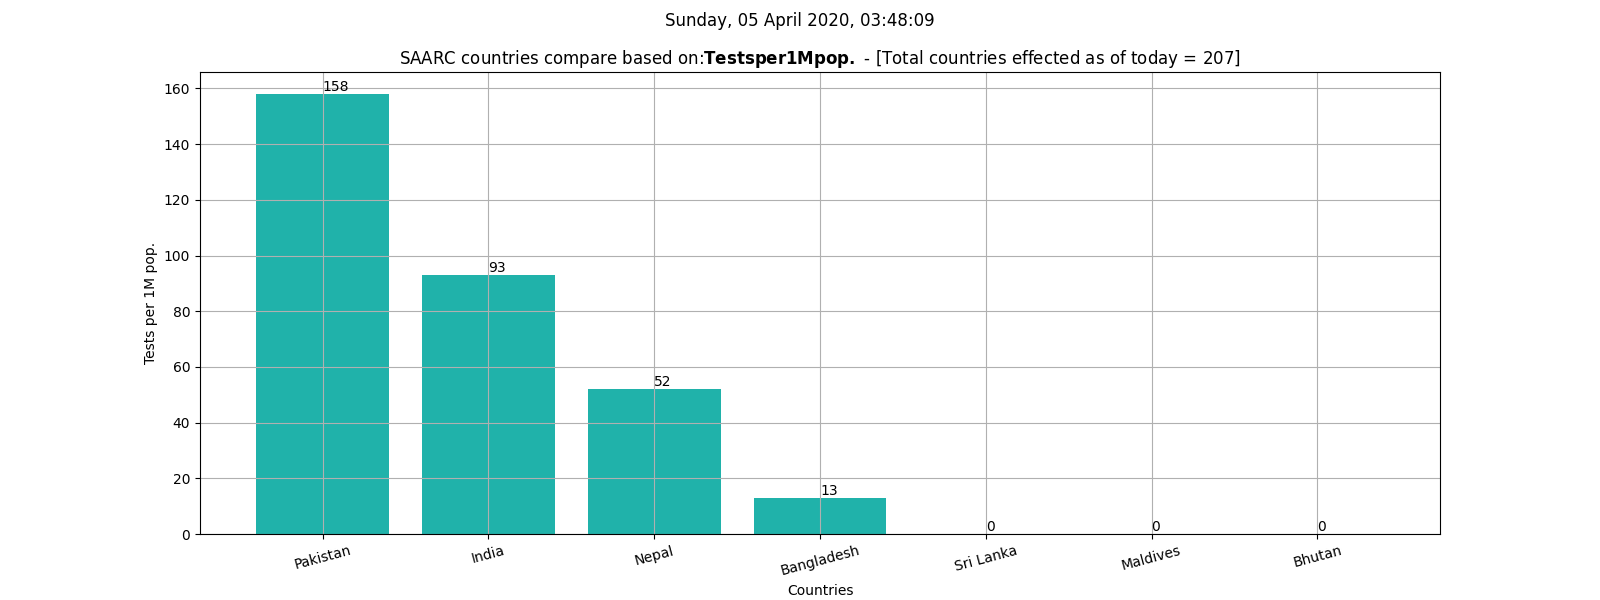 Sunday, 05 April 2020, 03:48:09
SAARC countries compare based on:Testsper1Mpop. - [Total countries effected as of today = 207]
160
140
120
100
80
60
40
20
0
Tests per 1M pop.
158
93
52
13
0
0
0
Pakistan
India
Nepal
Bangladesh
Sri Lanka
Maldives
Bhutan
Countries